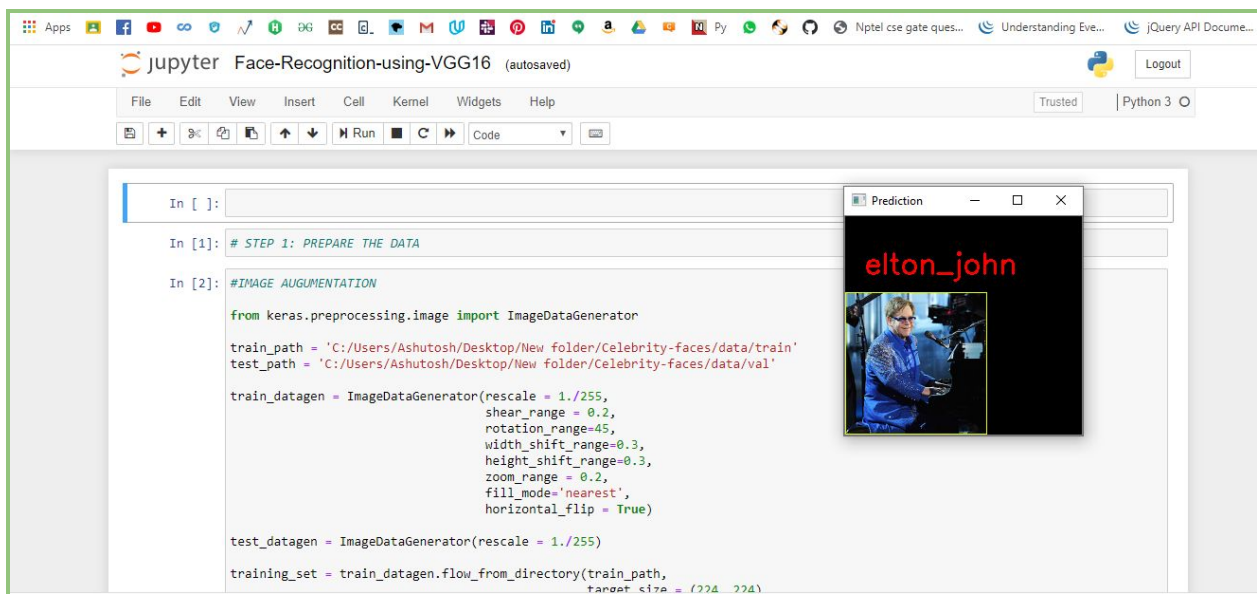 Apps
Py
Nptel cse gate ques...
Understanding Eve...
jQuery API Docume...
jupyter Face-Recognition-using-VGG16 (autosaved)
Logout
File Edit View Insert Cell Kernel Widgets Help
Trusted
Python 3
Run
Code
In [ ]:
In [1]: # STEP 1: PREPARE THE DATA
In [2]: #IMAGE AUGUMENTATION
from keras.preprocessing.image import ImageDataGenerator
train_path = 'C:/Users/Ashutosh/Desktop/New folder/Celebrity-faces/data/train'
test_path = 'C:/Users/Ashutosh/Desktop/New folder/Celebrity-faces/data/val'
train_datagen = ImageDataGenerator(rescale = 1./255,
shear_range = 0.2,
rotation_range=45,
width_shift_range=0.3,
height_shift_range=0.3,
zoom_range = 0.2,
fill_mode='nearest',
horizontal_flip = True)
test_datagen = ImageDataGenerator(rescale = 1./255)
training_set = train_datagen.flow_from_directory(train_path,
target_size = (224, 224)
Prediction
elton_john